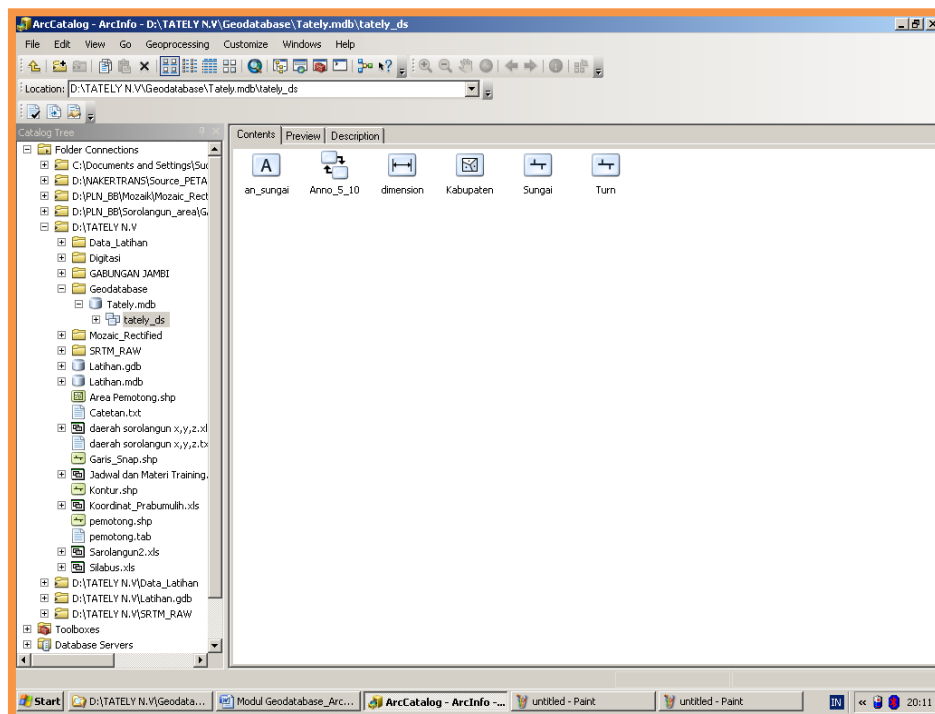 ArcCatalog - ArcInfo - D:\TATELY N.V\Geodatabase\Tately.mdb\tately_ds
File Edit View Go Geoprocessing Customize Windows Help
Location: D:\TATELY N.V\Geodatabase\Tately.mdb\tately_ds
Catalog Tree
Contents Preview Description
Folder Connections
C:\Documents and Settings\Suc
D:\NAKERTRANS\Source_PETA
D:\PLN_BB\Mozaik\Mozaic_Rect
D:\PLN_BB\Sorolangun_area\G
D:\TATELY N.V
Data_Latihan
Digitasi
GABUNGAN JAMBI
Geodatabase
Tately.mdb
tately_ds
Mozaic_Rectified
SRTM_RAW
Latihan.gdb
Latihan.mdb
Area Pemotong.shp
Catetan.txt
daerah sorolangun x,y,z.xl
daerah sorolangun x,y,z.tx
Garis_Snap.shp
Jadwal dan Materi Training.
Kontur.shp
Koordinat_Prabumulih.xls
pemotong.shp
pemotong.tab
Sarolangun2.xls
Silabus.xls
D:\TATELY N.V\Data_Latihan
D:\TATELY N.V\Latihan.gdb
D:\TATELY N.V\SRTM_RAW
Toolboxes
Database Servers
A
an_sungai Anno_5_10 dimension Kabupaten Sungai Turn
Start D:\TATELY N.V\Geodata... Modul Geodatabase_Arc... ArcCatalog - ArcInfo -... untitled - Paint untitled - Paint IN « 20:11